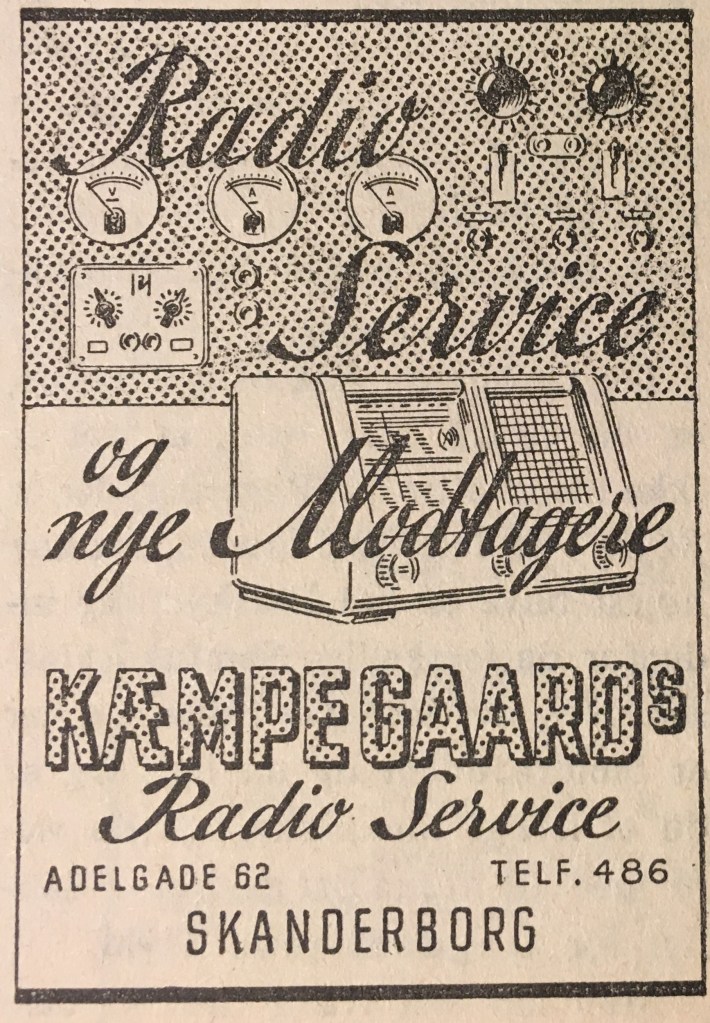 Radio
V A A
Service
og
nye Modtagere
KÆMPEGAARDS
Radio Service
ADELGADE 62 TELF. 486
SKANDERBORG